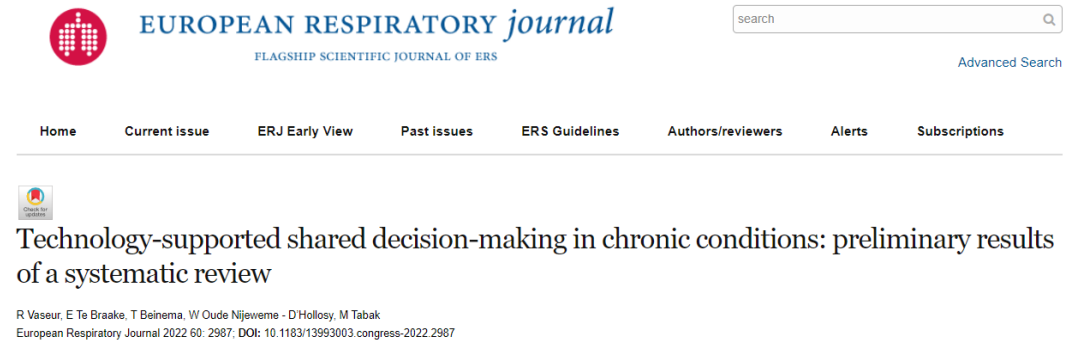 EUROPEAN RESPIRATORY journal
FLAGSHIP SCIENTIFIC JOURNAL OF ERS
search
Advanced Search
Home Current issue ERJ Early View Past issues ERS Guidelines Authors/reviewers Alerts Subscriptions
Check for
updates
Technology-supported shared decision-making in chronic conditions: preliminary results
of a systematic review
R Vaseur, E Te Braake, T Beinema, W Oude Nijeweme - D'Hollosy, M Tabak
European Respiratory Journal 2022 60: 2987; DOI: 10.1183/13993003.congress-2022.2987